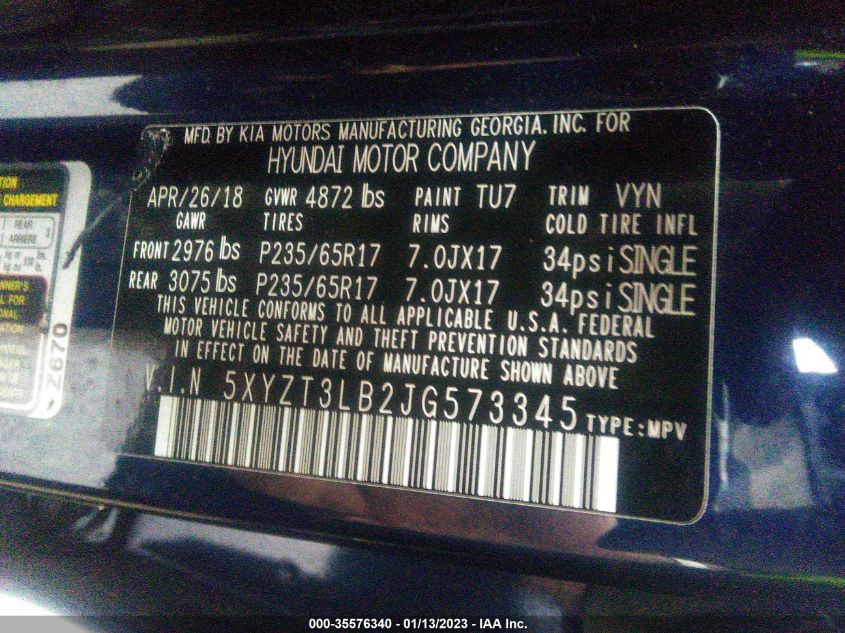 MFD. BY KIA MOTORS MANUFACTURING GEORGIA. INC. FOR
HYUNDAI MOTOR COMPANY
APR/26/18 GVWR 4872 lbs PAINT TU7 TRIM VYN
GAWR TIRES RIMS COLD TIRE INFL
FRONT 2976 lbs P235/65R17 7.0JX17 34psi SINGLE
REAR 3075 lbs P235/65R17 7.0JX17 34psi SINGLE
THIS VEHICLE CONFORMS TO ALL APPLICABLE U.S.A. FEDERAL
MOTOR VEHICLE SAFETY AND THEFT PREVENTION STANDARDS
IN EFFECT ON THE DATE OF MANUFACTURE SHOWN ABOVE
V.I.N 5XYZT3LB2JG573345 TYPE:MPV
CHARGEMENT
REAR
ARRIERE
Z670
000-35576340 - 01/13/2023 - IAA Inc.